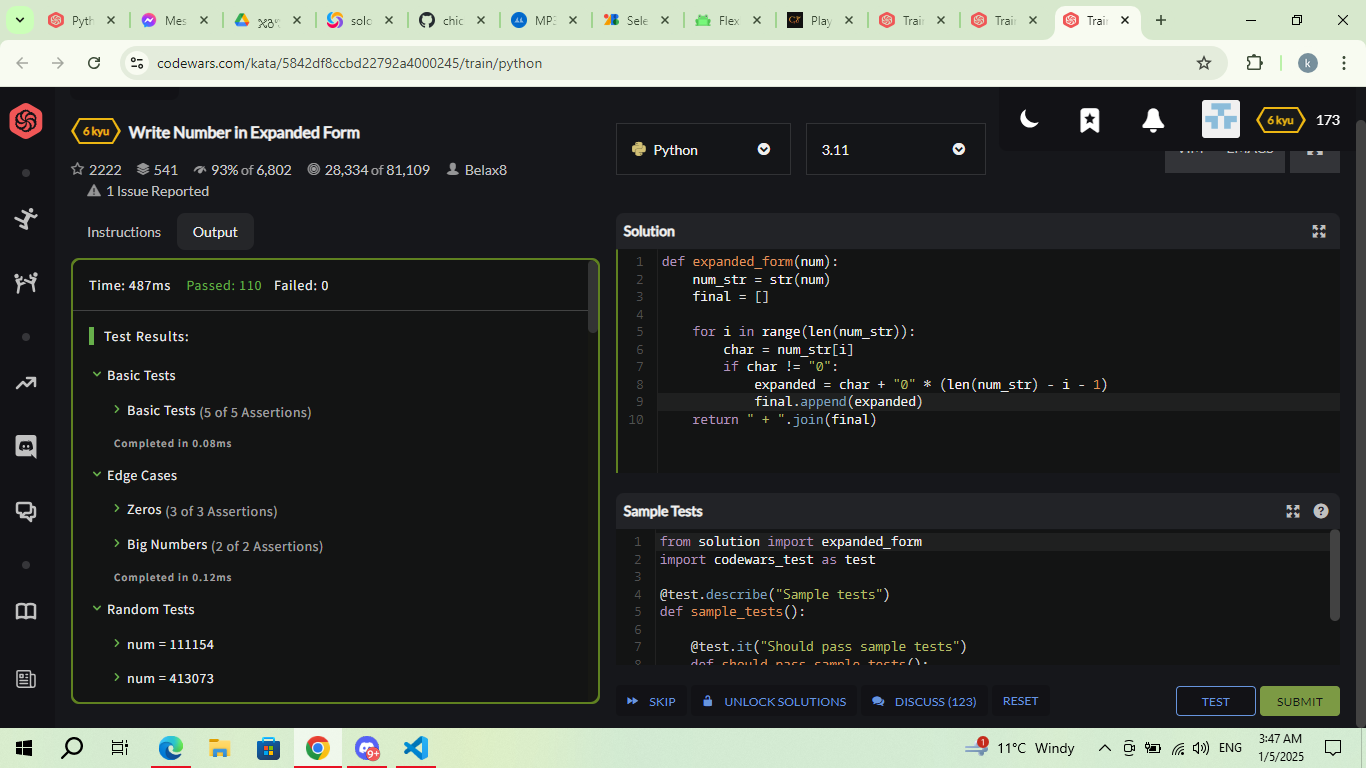 Pyth
Mes
solo
chic
MP3
Sele
Flex
Play
Trai
Trai
Trai
codewars.com/kata/5842df8ccbd22792a4000245/train/python
k
6 kyu
Write Number in Expanded Form
6 kyu
173
Python
3.11
VIM
EMACS
2222
541
93% of 6,802
28,334 of 81,109
Belax8
1 Issue Reported
Instructions
Output
Time: 487ms Passed: 110 Failed: 0
Test Results:
Basic Tests
Basic Tests (5 of 5 Assertions)
Completed in 0.08ms
Edge Cases
Zeros (3 of 3 Assertions)
Big Numbers (2 of 2 Assertions)
Completed in 0.12ms
Random Tests
num = 111154
num = 413073
Solution
1 def expanded_form(num):
2     num_str = str(num)
3     final = []
4
5     for i in range(len(num_str)):
6         char = num_str[i]
7         if char != "0":
8             expanded = char + "0" * (len(num_str) - i - 1)
9             final.append(expanded)
10     return " + ".join(final)
Sample Tests
?
1 from solution import expanded_form
2 import codewars_test as test
3
4 @test.describe("Sample tests")
5 def sample_tests():
6
7     @test.it("Should pass sample tests")
8     def should_pass_sample_tests():
SKIP
UNLOCK SOLUTIONS
DISCUSS (123)
RESET
TEST
SUBMIT
9+
1
11°C Windy
ENG
3:47 AM
1/5/2025